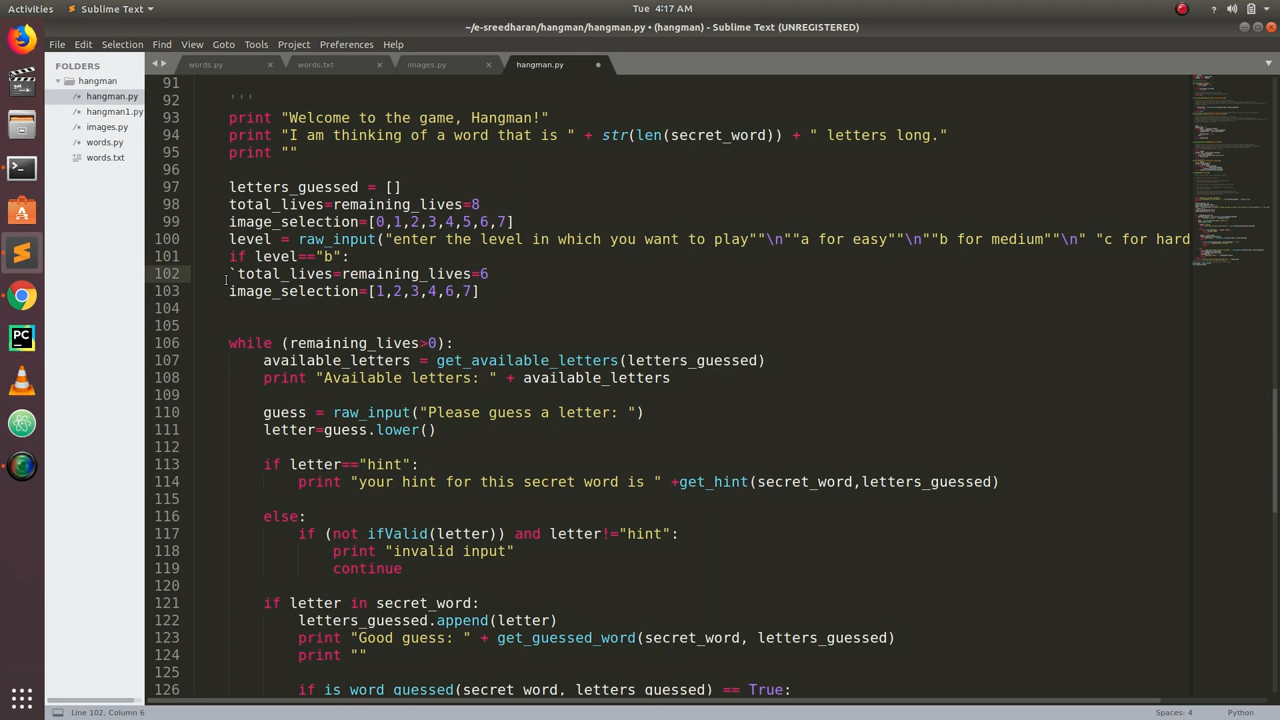 Activities
Sublime Text
Tue 4:17 AM
~/e-sreedharan/hangman/hangman.py • (hangman) - Sublime Text (UNREGISTERED)
File Edit Selection Find View Goto Tools Project Preferences Help
FOLDERS
hangman
hangman.py
hangman1.py
images.py
words.py
words.txt
words.py
words.txt
images.py
hangman.py
91
92 '''
93 print "Welcome to the game, Hangman!"
94 print "I am thinking of a word that is " + str(len(secret_word)) + " letters long."
95 print ""
96
97 letters_guessed = []
98 total_lives=remaining_lives=8
99 image_selection=[0,1,2,3,4,5,6,7]
100 level = raw_input("enter the level in which you want to play""\n""a for easy""\n""b for medium""\n" "c for hard
101 if level=="b":
102 `total_lives=remaining_lives=6
103 image_selection=[1,2,3,4,6,7]
104
105
106 while (remaining_lives>0):
107 available_letters = get_available_letters(letters_guessed)
108 print "Available letters: " + available_letters
109
110 guess = raw_input("Please guess a letter: ")
111 letter=guess.lower()
112
113 if letter=="hint":
114 print "your hint for this secret word is " +get_hint(secret_word,letters_guessed)
115
116 else:
117 if (not ifValid(letter)) and letter!="hint":
118 print "invalid input"
119 continue
120
121 if letter in secret_word:
122 letters_guessed.append(letter)
123 print "Good guess: " + get_guessed_word(secret_word, letters_guessed)
124 print ""
125
126 if is_word_guessed(secret_word, letters_guessed) == True:
Line 102, Column 6
Spaces: 4
Python